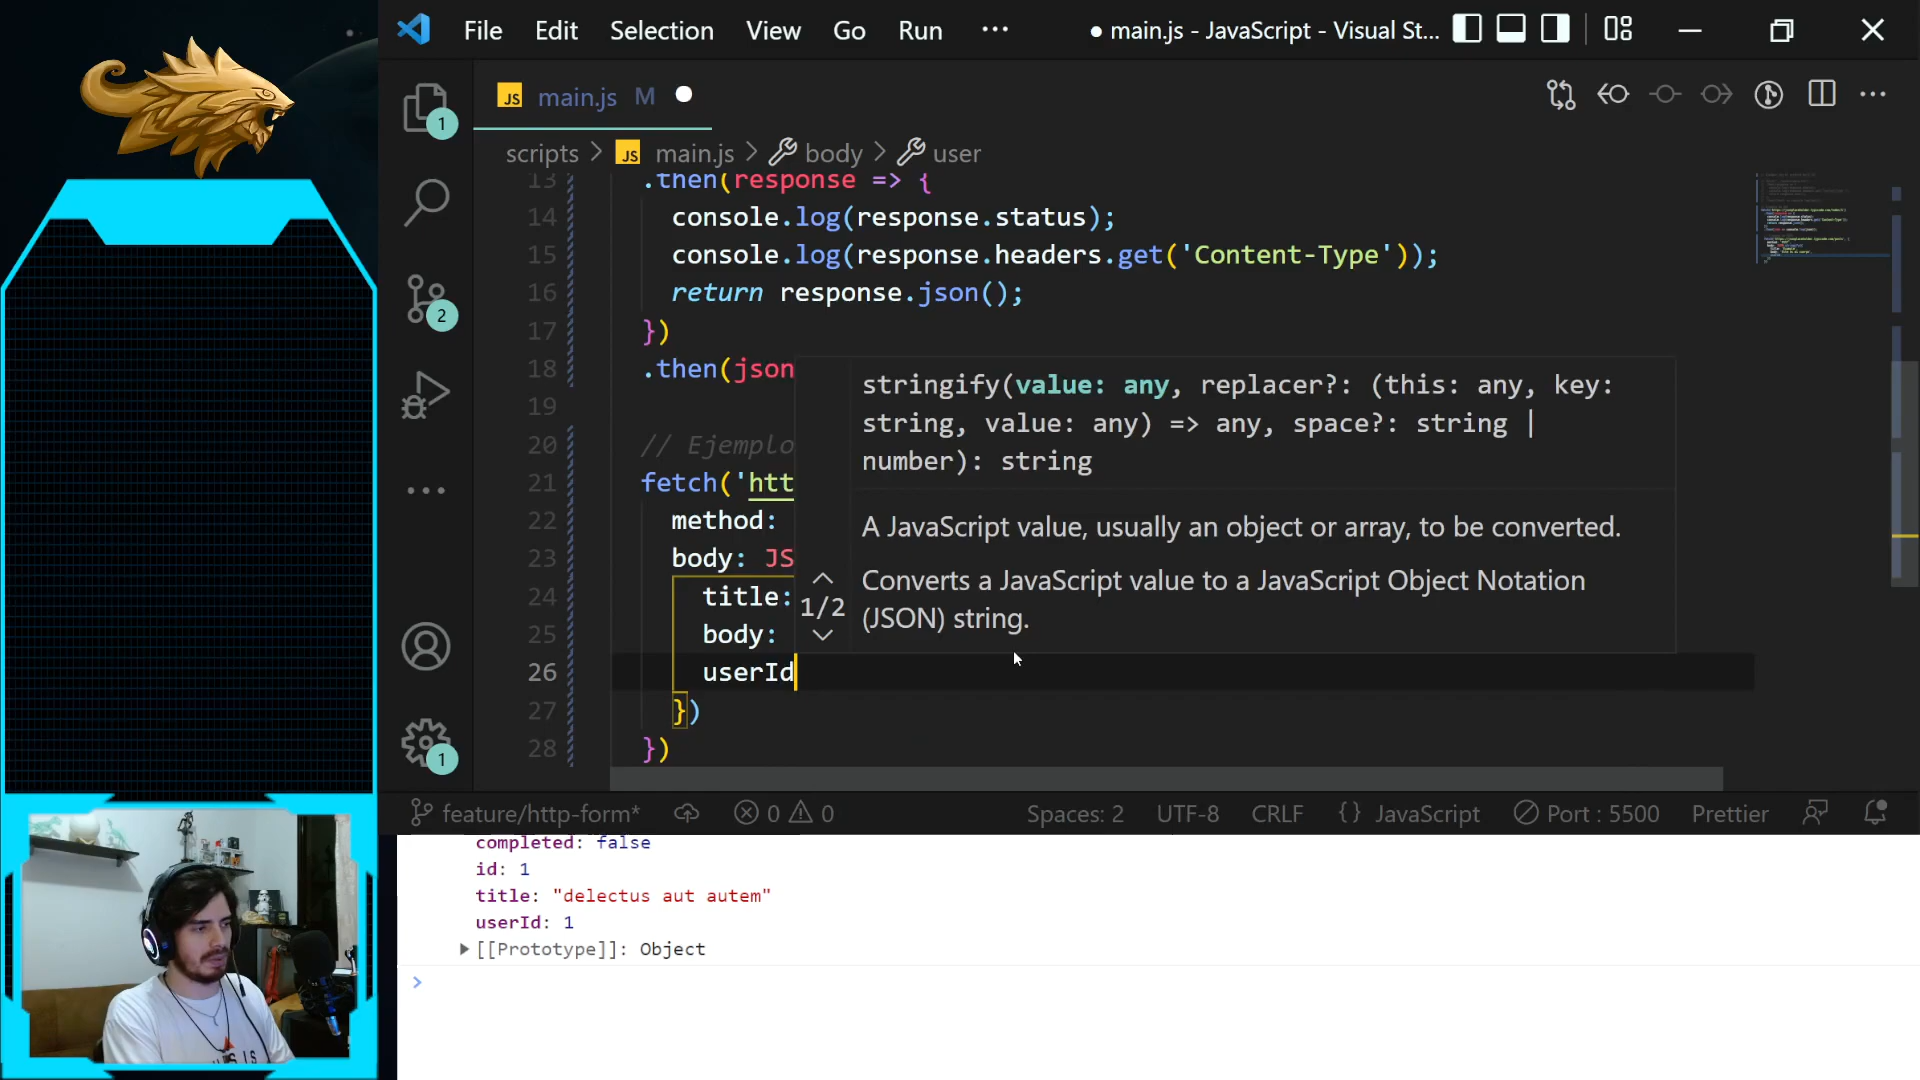 File Edit Selection View Go Run ··· ● main.js - JavaScript - Visual St...
JS main.js M ●
scripts > JS main.js > body > user
13 .then(response => {
14 console.log(response.status);
15 console.log(response.headers.get('Content-Type'));
16 return response.json();
17 })
18 .then(json
19
20 // Ejemplo
21 fetch('htt
22 method:
23 body: JS
24 title:
25 body:
26 userId
27 })
28 })
stringify(value: any, replacer?: (this: any, key:
string, value: any) => any, space?: string |
number): string
A JavaScript value, usually an object or array, to be converted.
Converts a JavaScript value to a JavaScript Object Notation
(JSON) string.
1/2
1
2
1
feature/http-form* 0 0 Spaces: 2 UTF-8 CRLF {} JavaScript Port : 5500 Prettier
completed: false
id: 1
title: "delectus aut autem"
userId: 1
[[Prototype]]: Object
>